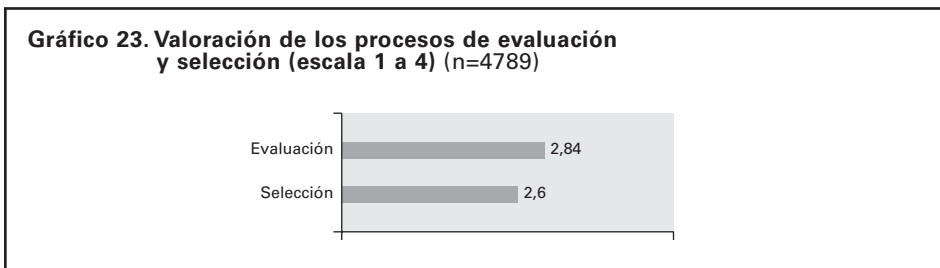 Gráfico 23. Valoración de los procesos de evaluación
y selección (escala 1 a 4) (n=4789)
Evaluación 2,84
Selección 2,6